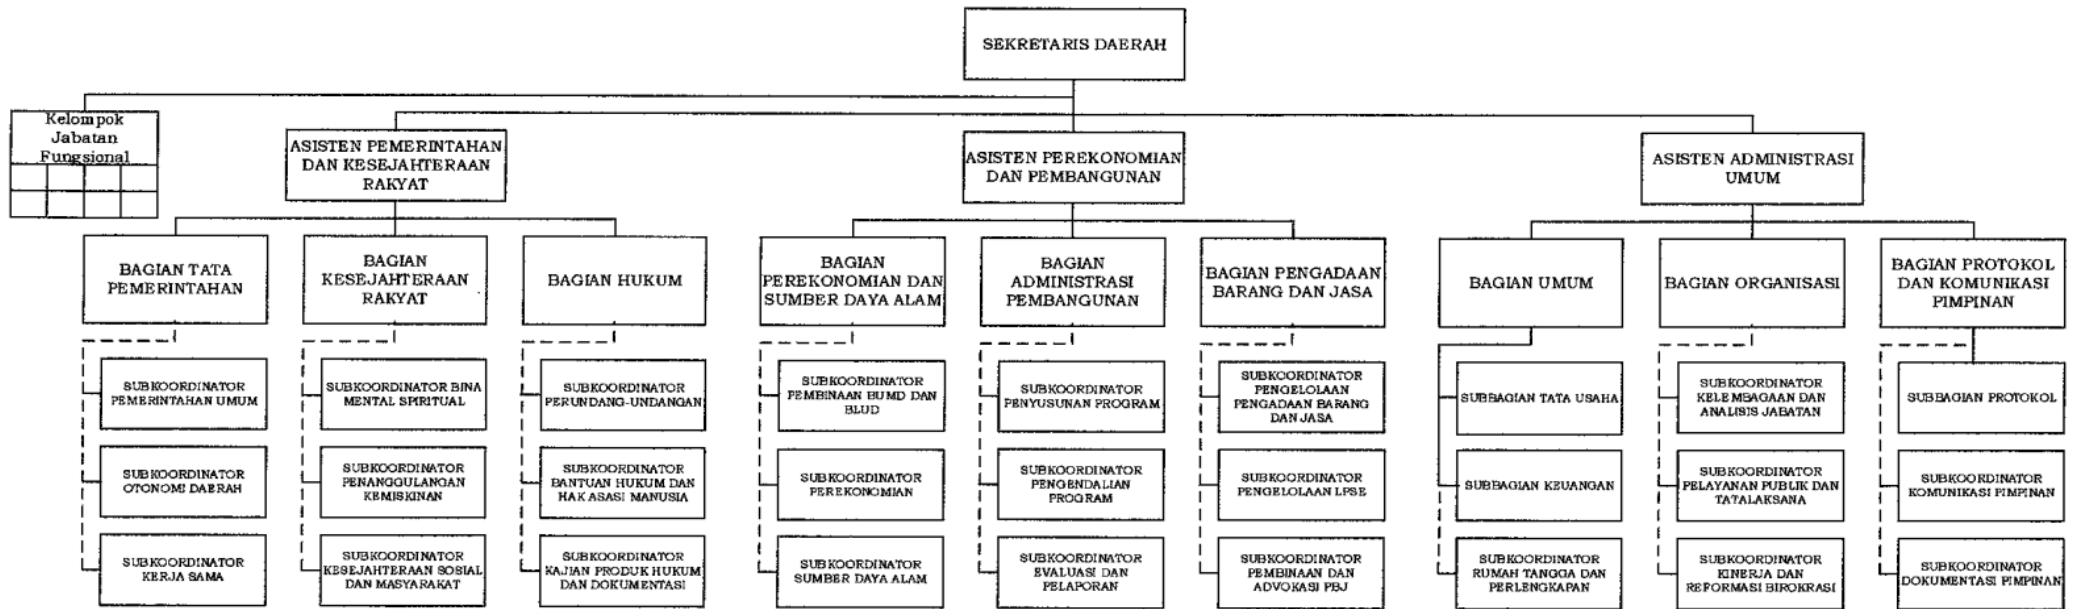 SEKRETARIS DAERAH
Kelompok
Jabatan
Fungsional
ASISTEN PEMERINTAHAN
DAN KESEJAHTERAAN
RAKYAT
ASISTEN PEREKONOMIAN
DAN PEMBANGUNAN
ASISTEN ADMINISTRASI
UMUM
BAGIAN TATA
PEMERINTAHAN
BAGIAN
KESEJAHTERAAN
RAKYAT
BAGIAN HUKUM
BAGIAN
PEREKONOMIAN DAN
SUMBER DAYA ALAM
BAGIAN
ADMINISTRASI
PEMBANGUNAN
BAGIAN PENGADAAN
BARANG DAN JASA
BAGIAN UMUM
BAGIAN ORGANISASI
BAGIAN PROTOKOL
DAN KOMUNIKASI
PIMPINAN
SUBKOORDINATOR
PEMERINTAHAN UMUM
SUBKOORDINATOR BINA
MENTAL SPIRITUAL
SUBKOORDINATOR
PERUNDANG-UNDANGAN
SUBKOORDINATOR
PEMBINAAN BUMD DAN
BLUD
SUBKOORDINATOR
PENYUSUNAN PROGRAM
SUBKOORDINATOR
PENGELOLAAN
PENGADAAN BARANG
DAN JASA
SUBBAGIAN TATA USAHA
SUBKOORDINATOR
KELEMBAGAAN DAN
ANALISIS JABATAN
SUBBAGIAN PROTOKOL
SUBKOORDINATOR
OTONOMI DAERAH
SUBKOORDINATOR
PENANGGULANGAN
KEMISKINAN
SUBKOORDINATOR
BANTUAN HUKUM DAN
HAK ASASI MANUSIA
SUBKOORDINATOR
PEREKONOMIAN
SUBKOORDINATOR
PENGENDALIAN
PROGRAM
SUBKOORDINATOR
PENGELOLAAN LPSE
SUBBAGIAN KEUANGAN
SUBKOORDINATOR
PELAYANAN PUBLIK DAN
TATALAKSANA
SUBKOORDINATOR
KOMUNIKASI PIMPINAN
SUBKOORDINATOR
KERJA SAMA
SUBKOORDINATOR
KESEJAHTERAAN SOSIAL
DAN MASYARAKAT
SUBKOORDINATOR
KAJIAN PRODUK HUKUM
DAN DOKUMENTASI
SUBKOORDINATOR
SUMBER DAYA ALAM
SUBKOORDINATOR
EVALUASI DAN
PELAPORAN
SUBKOORDINATOR
PEMBINAAN DAN
ADVOKASI PBJ
SUBKOORDINATOR
RUMAH TANGGA DAN
PERLENGKAPAN
SUBKOORDINATOR
KINERJA DAN
REFORMASI BIROKRASI
SUBKOORDINATOR
DOKUMENTASI PIMPINAN